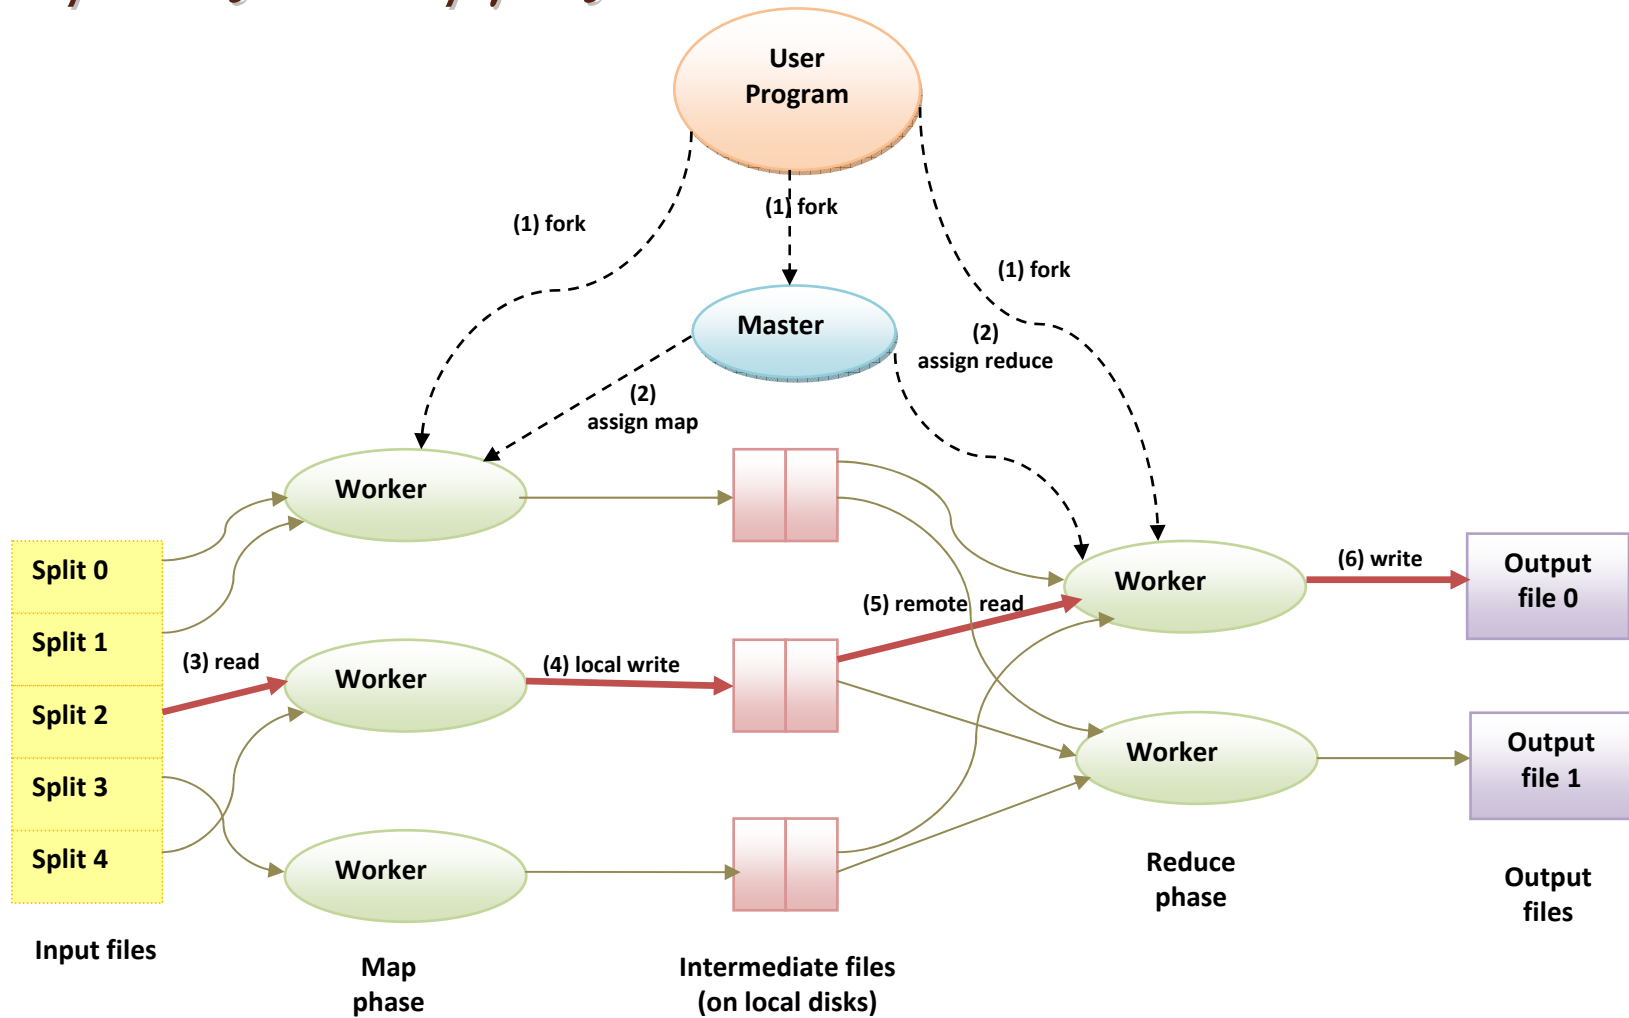 User
Program
(1) fork
(1) fork
(1) fork
Master
(2)
assign reduce
(2)
assign map
Worker
Split 0
Split 1
Split 2
Split 3
Split 4
(3) read
Worker
(4) local write
(5) remote read
Worker
(6) write
Output
file 0
Worker
Output
file 1
Worker
Input files
Map
phase
Intermediate files
(on local disks)
Reduce
phase
Output
files